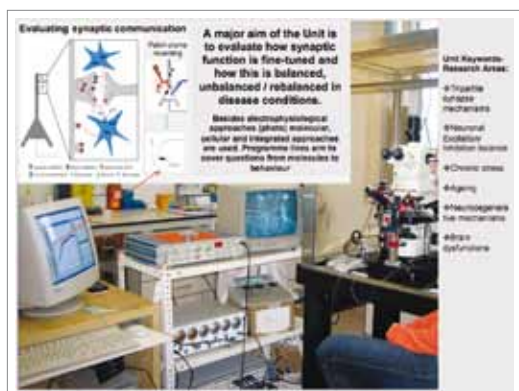 Evaluating synaptic communication
Patch-clamp
recording
A major aim of the Unit is
to evaluate how synaptic
function is fine-tuned and
how this is balanced,
unbalanced / rebalanced in
disease conditions.
Besides electrophysiological
approaches (photo) molecular,
cellular and integrated approaches
are used. Programme lines aim to
cover questions from molecules to
behaviour
Unit Keywords-
Research Areas:
Tripartite
synapse
mechanisms
Neuronal
Excitation/
Inhibition balance
Chronic stress
Ageing
Neurodegenera
tive mechanisms
Brain
dysfunctions